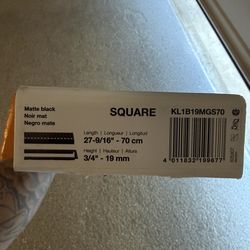 Matte black
Noir mat
Negro mate
SQUARE
KL1B19MGS70
Length | Longueur | Longitud
27-9/16" - 70 cm
Height | Hauteur | Altura
3/4" - 19 mm
4 011832 199677